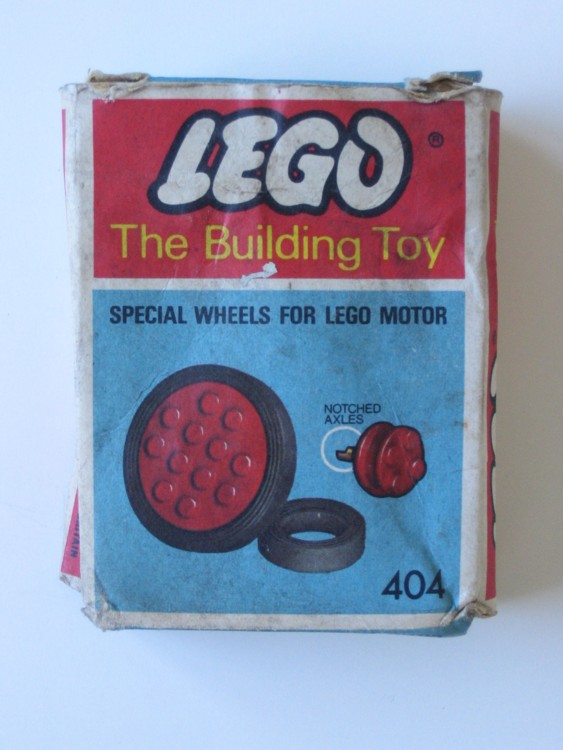 LEGO®
The Building Toy
SPECIAL WHEELS FOR LEGO MOTOR
NOTCHED
AXLES
404